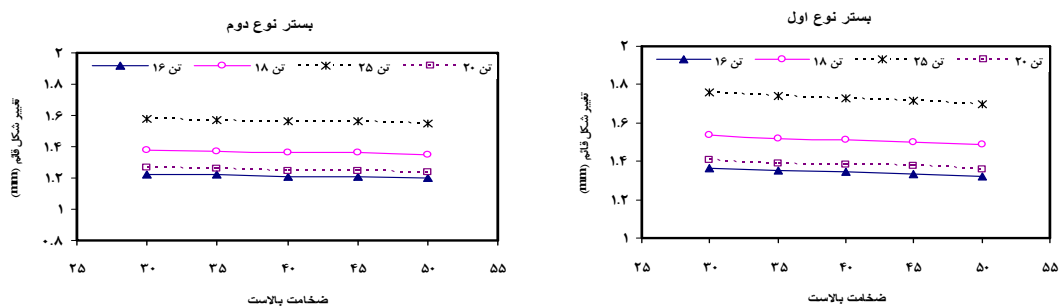 بستر نوع اول
۲
۱.۸
۱.۶
۱.۴
۱.۲
۱
۱۶ تن
۱۸ تن
۲۵ تن
۲۰ تن
تغییر شکل قائم (mm)
۲۵ ۳۰ ۳۵ ۴۰ ۴۵ ۵۰ ۵۵
ضخامت بالاست
بستر نوع دوم
۲
۱.۸
۱.۶
۱.۴
۱.۲
۱
۰.۸
۱۶ تن
۱۸ تن
۲۵ تن
۲۰ تن
تغییر شکل قائم (mm)
۲۵ ۳۰ ۳۵ ۴۰ ۴۵ ۵۰ ۵۵
ضخامت بالاست